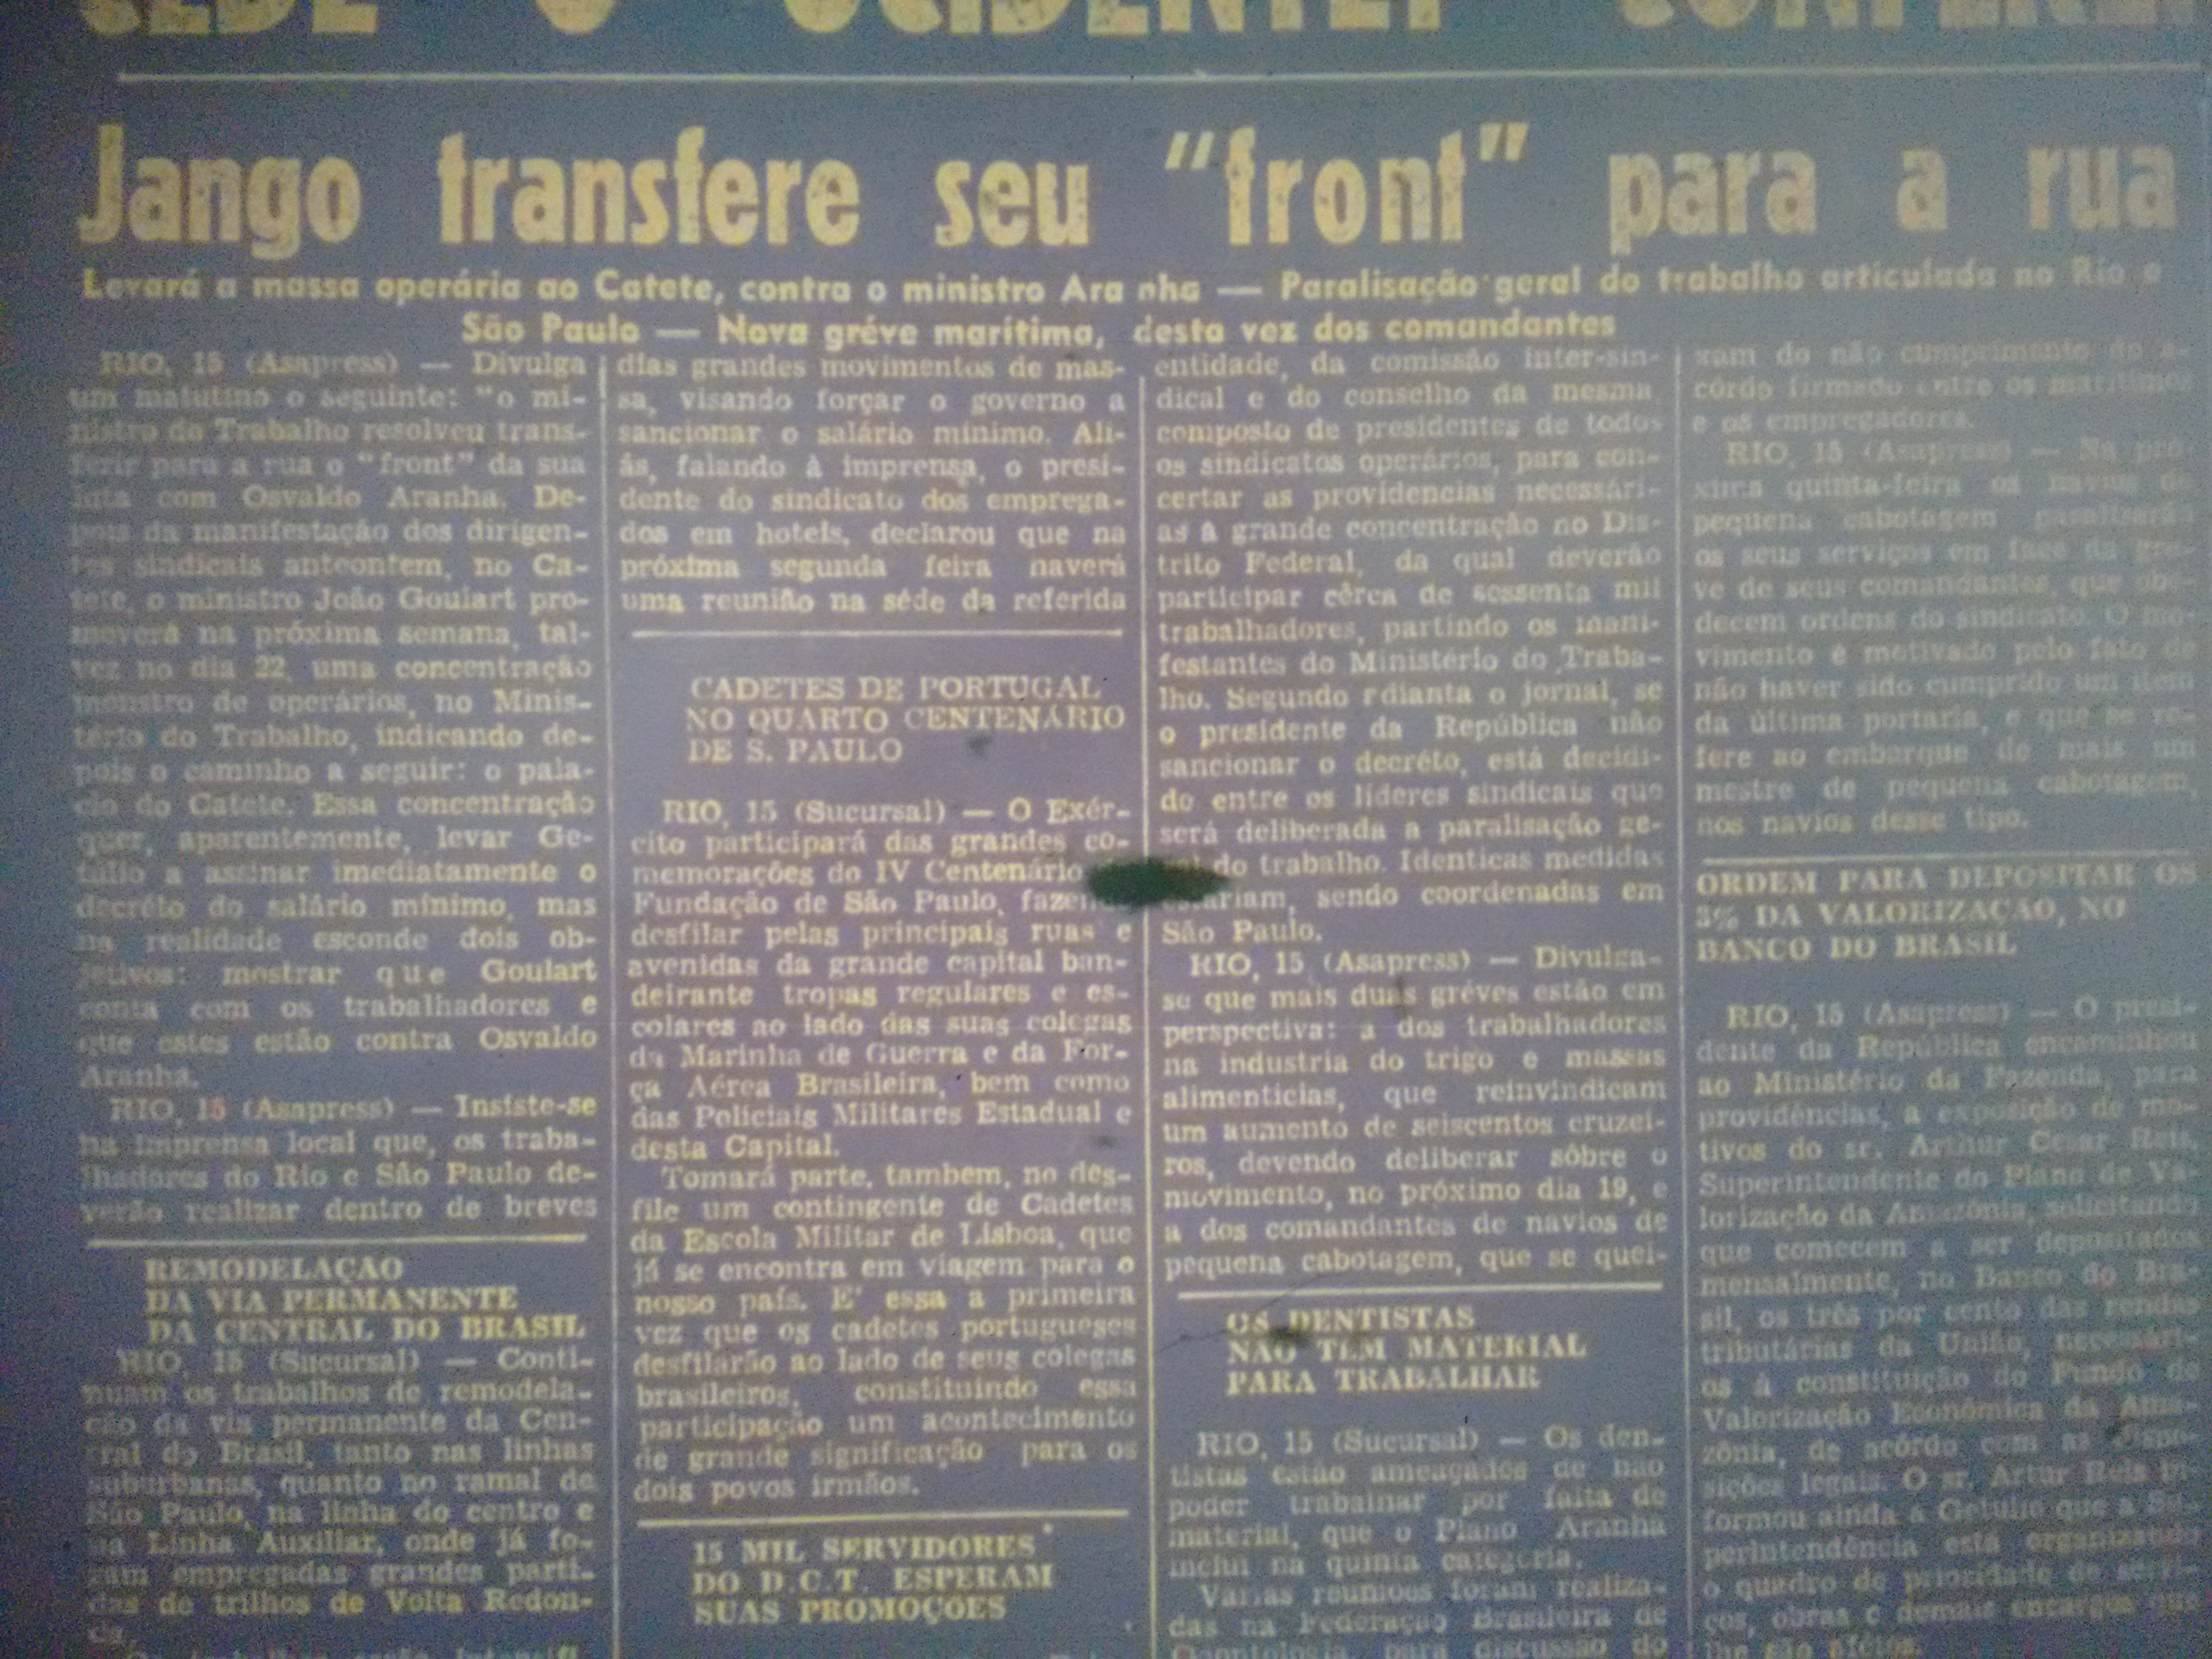 CEDE O OCIDENTE?
Jango transfere seu "front" para a rua
Levará a massa operária ao Catete, contra o ministro Aranha — Paralisação geral do trabalho articulada no Rio e
São Paulo — Nova gréve marítima, desta vez dos comandantes
RIO, 15 (Asapress) — Divulga
um matutino o seguinte: "o mi-
nistro do Trabalho resolveu trans-
ferir para a rua o "front" da sua
luta com Osvaldo Aranha. De-
pois da manifestação dos dirigen-
tes sindicais anteontem, no Ca-
tete, o ministro João Goulart pro-
moverá na próxima semana, tal-
vez no dia 22, uma concentração
monstro de operários, no Minis-
tério do Trabalho, indicando de-
pois o caminho a seguir: o pala-
cio do Catete. Essa concentração
quer, aparentemente, levar Ge-
túlio a assinar imediatamente o
decréto do salário mínimo, mas
na realidade esconde dois ob-
jetivos: mostrar que Goulart
conta com os trabalhadores e
que estes estão contra Osvaldo
Aranha.
RIO, 15 (Asapress) — Insiste-se
na imprensa local que, os traba-
lhadores do Rio e São Paulo de-
verão realizar dentro de breves
dias grandes movimentos de mas-
sa, visando forçar o governo a
sancionar o salário mínimo. Ali-
ás, falando à imprensa, o presi-
dente do sindicato dos emprega-
dos em hoteis, declarou que na
próxima segunda feira naverá
uma reunião na séde da referida
entidade, da comissão inter-sin-
dical e do conselho da mesma
composto de presidentes de todos
os sindicatos operários, para con-
certar as providencias necessári-
as à grande concentração no Dis-
trito Federal, da qual deverão
participar cêrca de sessenta mil
trabalhadores, partindo os mani-
festantes do Ministério do Traba-
lho. Segundo rdianta o jornal, se
o presidente da República não
sancionar o decréto, está decidi-
do entre os líderes sindicais que
será deliberada a paralisação ge-
do trabalho. Identicas medidas
sendo coordenadas em
São Paulo.
RIO, 15 (Asapress) — Divulga-
se que mais duas gréves estão em
perspectiva: a dos trabalhadores
na industria do trigo e massas
alimenticias, que reinvindicam
um aumento de seiscentos cruzei-
ros, devendo deliberar sôbre o
movimento, no próximo dia 19, e
a dos comandantes de navios de
pequena cabotagem, que se quei-
xam do não cumprimento do a-
côrdo firmado entre os marítimos
e os empregadores.
RIO, 15 (Asapress) — Na pró-
xima quinta-feira os navios de
pequena cabotagem paralisarão
os seus serviços em face da gre-
ve de seus comandantes, que obe-
decem ordens do sindicato. O mo-
vimento é motivado pelo fato de
não haver sido cumprido um item
da última portaria, e que se re-
fere ao embarque de mais um
mestre de pequena cabotagem,
nos navios desse tipo.
REMODELAÇÃO
DA VIA PERMANENTE
DA CENTRAL DO BRASIL
RIO, 15 (Sucursal) — Conti-
nuam os trabalhos de remodela-
ção da via permanente da Cen-
tral do Brasil, tanto nas linhas
suburbanas, quanto no ramal de
São Paulo, na linha do centro e
na Linha Auxiliar, onde já fo-
ram empregadas grandes parti-
das de trilhos de Volta Redon-
da.
CADETES DE PORTUGAL
NO QUARTO CENTENÁRIO
DE S. PAULO
RIO, 15 (Sucursal) — O Exér-
cito participará das grandes co-
memorações do IV Centenário
Fundação de São Paulo,
desfilar pelas principais ruas e
avenidas da grande capital ban-
deirante tropas regulares e es-
colares ao lado das suas colegas
da Marinha de Guerra e da For-
ça Aérea Brasileira, bem como
das Policiais Militares Estadual e
desta Capital.
Tomará parte, tambem, no des-
file um contingente de Cadetes
da Escola Militar de Lisboa, que
já se encontra em viagem para o
nosso país. E' essa a primeira
vez que os cadetes portugueses
desfilarão ao lado de seus colegas
brasileiros, constituindo essa
participação um acontecimento
de grande significação para os
dois povos irmãos.
15 MIL SERVIDORES
DO D.C.T. ESPERAM
SUAS PROMOÇÕES
OS DENTISTAS
NÃO TÊM MATERIAL
PARA TRABALHAR
RIO, 15 (Sucursal) — Os den-
tistas estão ameaçados de não
poder trabalhar por falta de
material, que o Plano Aranha
inclui na quinta categoria.
Várias reuniões foram realiza-
das na Federação Brasileira de
Odontologia, para discussão do
ORDEM PARA DEPOSITAR OS
3% DA VALORIZAÇÃO, NO
BANCO DO BRASIL
RIO, 15 (Asapress) — O presi-
dente da República encaminhou
ao Ministério da Fazenda, para
providências, a exposição de mo-
tivos do sr. Arthur Cesar Reis,
Superintendente do Plano de Va-
lorização da Amazônia, solicitando
que comecem a ser depositados
mensalmente, no Banco do Bra-
sil, os três por cento das rendas
tributárias da União, necessári-
os à constituição do Fundo de
Valorização Econômica da Ama-
zônia, de acôrdo com as dispo-
sições legais. O sr. Artur Reis in-
formou ainda a Getulio que a Su-
perintendência está organizando
o quadro de prioridade de servi-
ços, obras e demais encargos que
lhe são afétos.